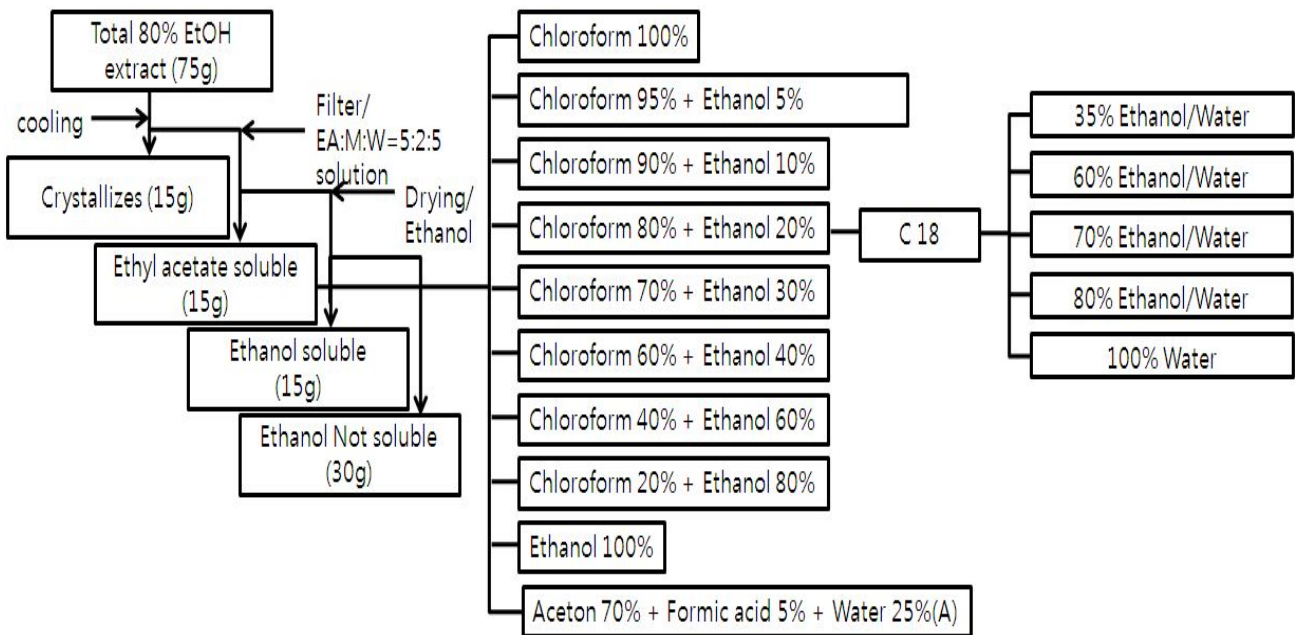 Total 80% EtOH
extract (75g)
cooling
Filter/
EA:M:W=5:2:5
solution
Crystallizes (15g)
Drying/
Ethanol
Ethyl acetate soluble
(15g)
Ethanol soluble
(15g)
Ethanol Not soluble
(30g)
Chloroform 100%
Chloroform 95% + Ethanol 5%
Chloroform 90% + Ethanol 10%
Chloroform 80% + Ethanol 20%
Chloroform 70% + Ethanol 30%
Chloroform 60% + Ethanol 40%
Chloroform 40% + Ethanol 60%
Chloroform 20% + Ethanol 80%
Ethanol 100%
Aceton 70% + Formic acid 5% + Water 25%(A)
C 18
35% Ethanol/Water
60% Ethanol/Water
70% Ethanol/Water
80% Ethanol/Water
100% Water